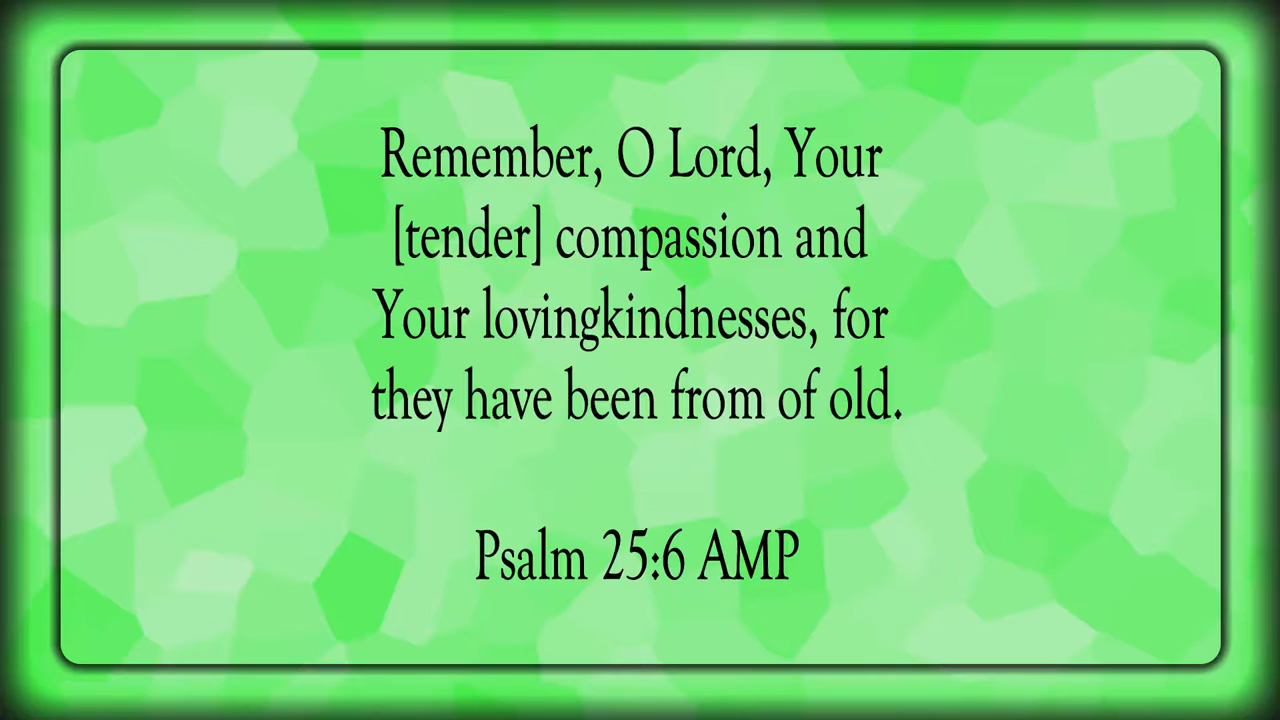 Remember, O Lord, Your
[tender] compassion and
Your lovingkindnesses, for
they have been from of old.
Psalm 25:6 AMP